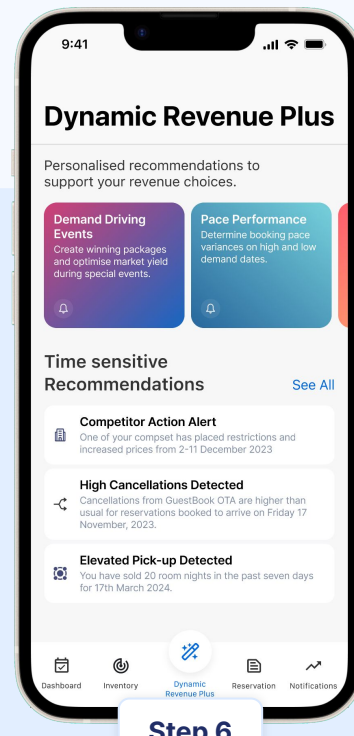 9:41
Dynamic Revenue Plus
Personalised recommendations to
support your revenue choices.
Demand Driving
Events
Create winning packages
and optimise market yield
during special events.
Pace Performance
Determine booking pace
variances on high and low
demand dates.
Time sensitive
Recommendations
See All
Competitor Action Alert
One of your compset has placed restrictions and
increased prices from 2-11 December 2023
High Cancellations Detected
Cancellations from GuestBook OTA are higher than
usual for reservations booked to arrive on Friday 17
November, 2023.
Elevated Pick-up Detected
You have sold 20 room nights in the past seven days
for 17th March 2024.
Dashboard
Inventory
Dynamic
Revenue Plus
Reservation
Notifications
Step 6